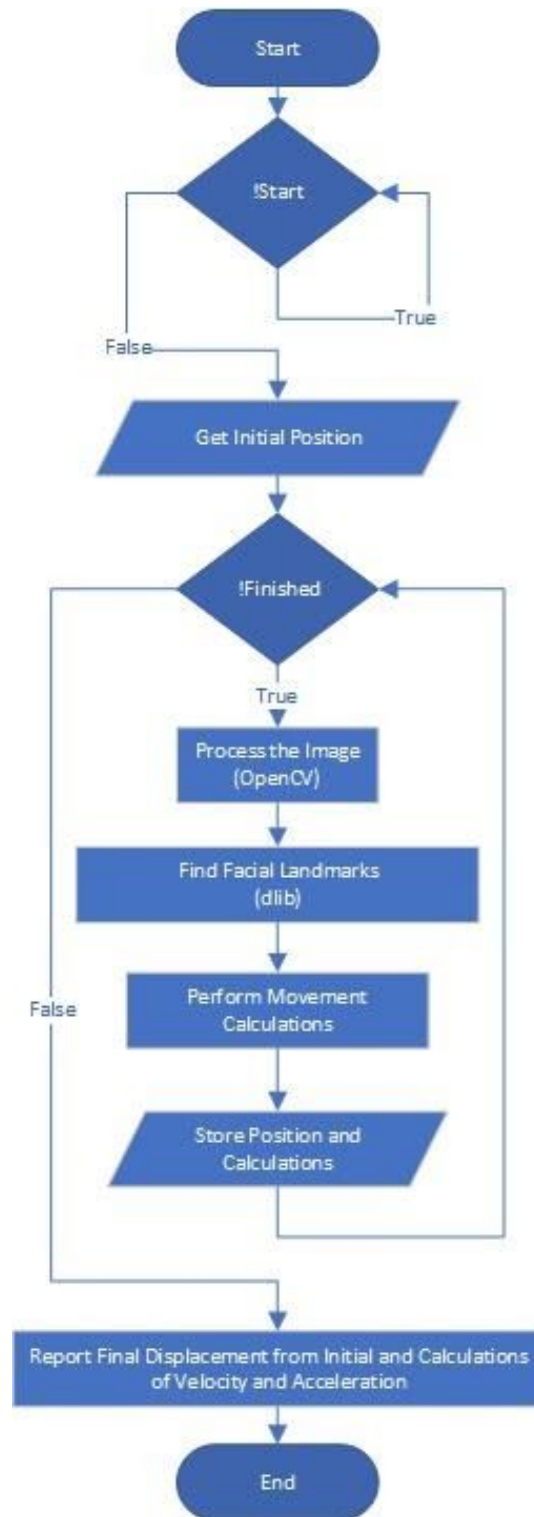 Start
!Start
True
False
Get Initial Position
!Finished
True
Process the Image
(OpenCV)
Find Facial Landmarks
(dlib)
False
Perform Movement
Calculations
Store Position and
Calculations
Report Final Displacement from Initial and Calculations
of Velocity and Acceleration
End